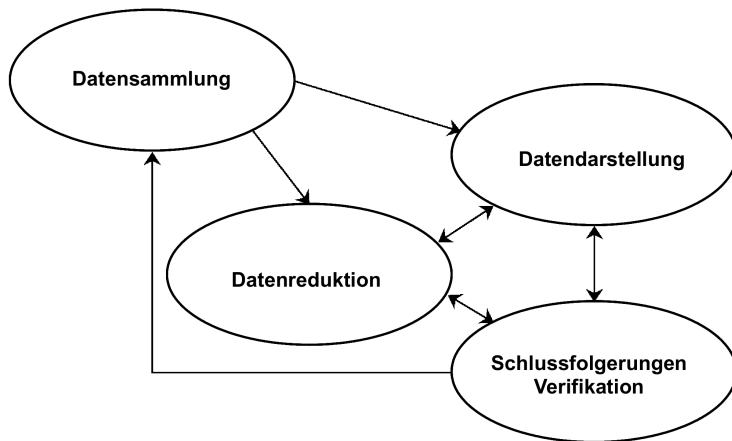 Datensammlung
Datendarstellung
Datenreduktion
Schlussfolgerungen
Verifikation